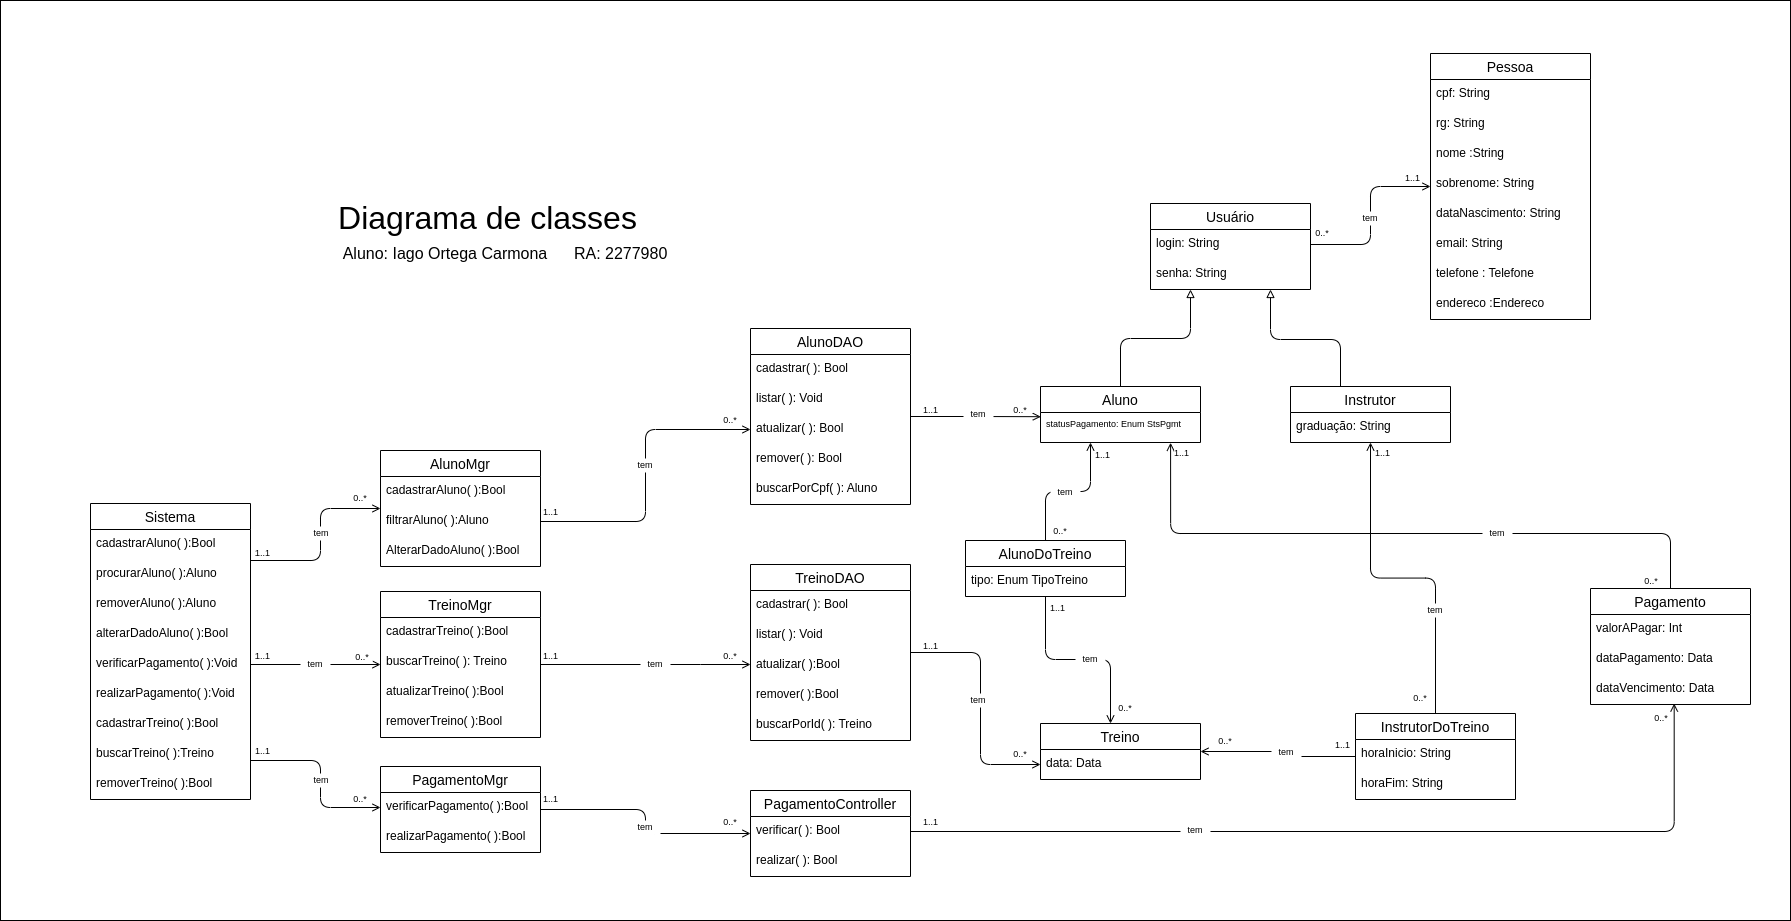 Diagrama de classes
Aluno: Iago Ortega Carmona RA: 2277980
Pessoa
cpf: String
rg: String
nome :String
sobrenome: String
dataNascimento: String
email: String
telefone : Telefone
endereco :Endereco
1..1
tem
0..*
Usuário
login: String
senha: String
AlunoDAO
cadastrar( ): Bool
listar( ): Void
atualizar( ): Bool
remover( ): Bool
buscarPorCpf( ): Aluno
1..1
tem
0..*
Aluno
statusPagamento: Enum StsPgmt
Instrutor
graduação: String
1..1
1..1
1..1
0..*
tem
AlunoMgr
cadastrarAluno( ):Bool
filtrarAluno( ):Aluno
AlterarDadoAluno( ):Bool
1..1
Sistema
cadastrarAluno( ):Bool
procurarAluno( ):Aluno
removerAluno( ):Aluno
alterarDadoAluno( ):Bool
verificarPagamento( ):Void
realizarPagamento( ):Void
cadastrarTreino( ):Bool
buscarTreino( ):Treino
removerTreino( ):Bool
0..*
tem
1..1
1..1
tem
0..*
1..1
tem
0..*
TreinoMgr
cadastrarTreino( ):Bool
buscarTreino( ): Treino
atualizarTreino( ):Bool
removerTreino( ):Bool
1..1
tem
0..*
TreinoDAO
cadastrar( ): Bool
listar( ): Void
atualizar( ):Bool
remover( ):Bool
buscarPorId( ): Treino
1..1
tem
0..*
tem
0..*
AlunoDoTreino
tipo: Enum TipoTreino
1..1
tem
0..*
Treino
data: Data
0..*
tem
1..1
tem
0..*
InstrutorDoTreino
horaInicio: String
horaFim: String
tem
0..*
Pagamento
valorAPagar: Int
dataPagamento: Data
dataVencimento: Data
0..*
PagamentoMgr
verificarPagamento( ):Bool
realizarPagamento( ):Bool
1..1
tem
0..*
PagamentoController
verificar( ): Bool
realizar( ): Bool
1..1
tem